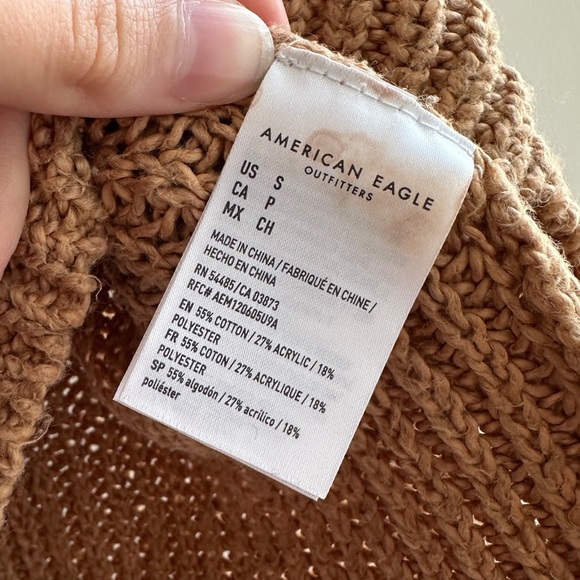 AMERICAN EAGLE
OUTFITTERS
US S
CA P
MX CH
MADE IN CHINA / FABRIQUÉ EN CHINE /
HECHO EN CHINA
RN 54485 / CA 03873
RFC# AEM120605U9A
EN 55% COTTON / 27% ACRYLIC / 18%
POLYESTER
FR 55% COTON / 27% ACRYLIQUE / 18%
POLYESTER
SP 55% algodón / 27% acrílico / 18%
poliéster